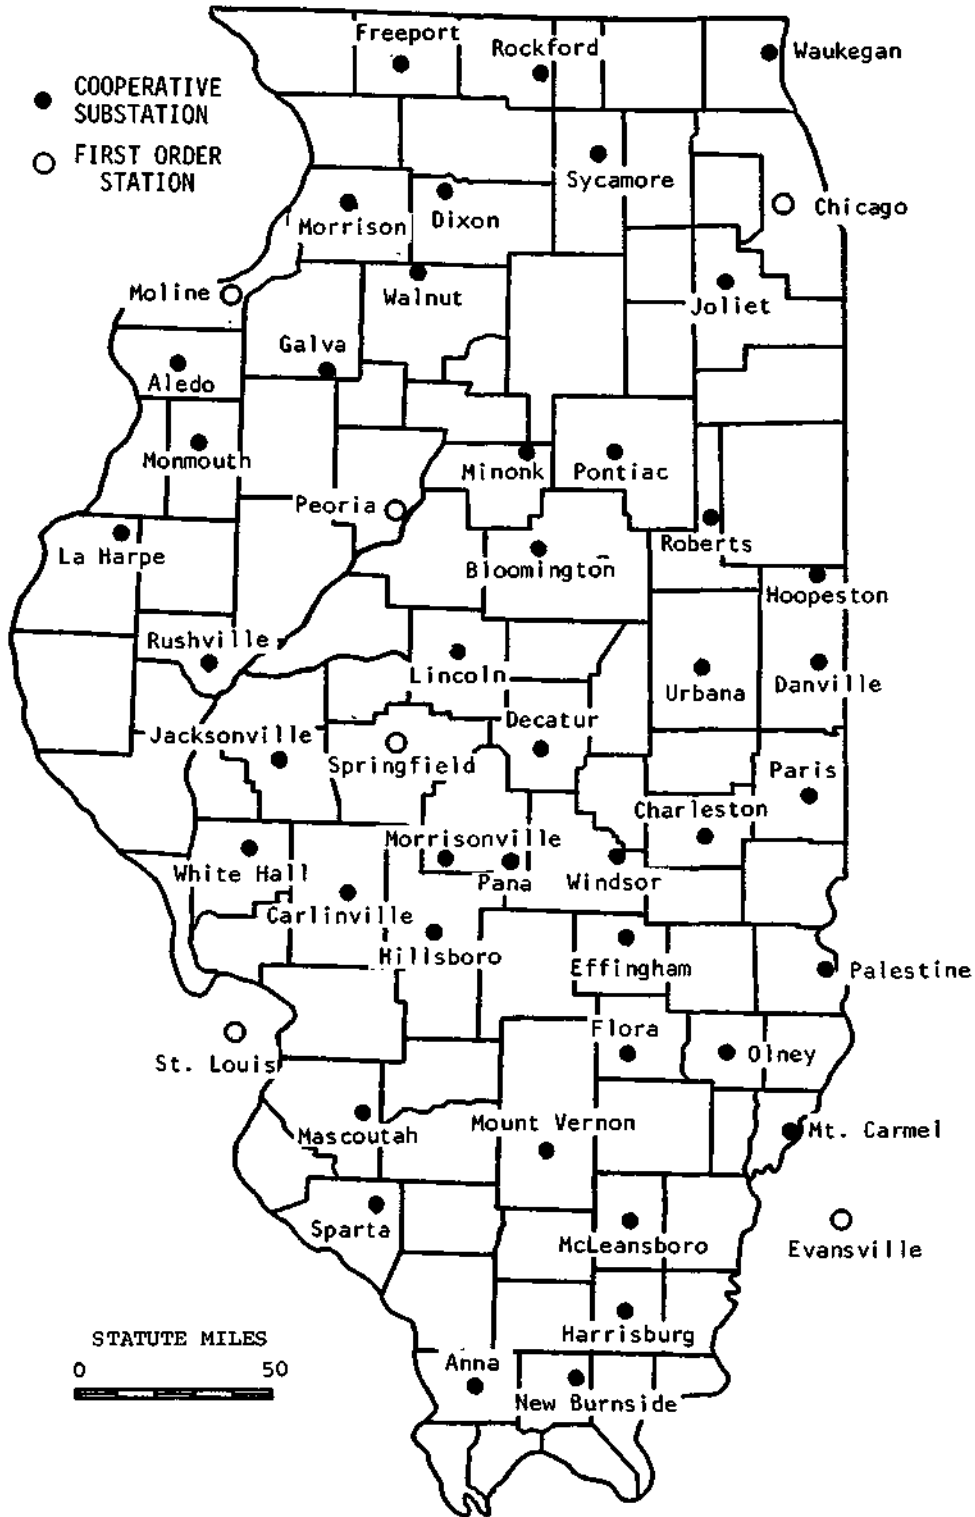 Freeport
Rockford
Waukegan
COOPERATIVE
SUBSTATION
FIRST ORDER
STATION
Sycamore
Morrison
Dixon
Chicago
Moline
Walnut
Joliet
Galva
Aledo
Monmouth
Minonk
Pontiac
Peoria
La Harpe
Roberts
Bloomington
Hoopeston
Rushville
Lincoln
Urbana
Danville
Decatur
Jacksonville
Springfield
Paris
Charleston
Morrisonville
White Hall
Pana
Windsor
Carlinville
Hillsboro
Effingham
Palestine
Flora
St. Louis
Olney
Mascoutah
Mount Vernon
Mt. Carmel
Sparta
McLeansboro
Evansville
STATUTE MILES
0 50
Harrisburg
Anna
New Burnside